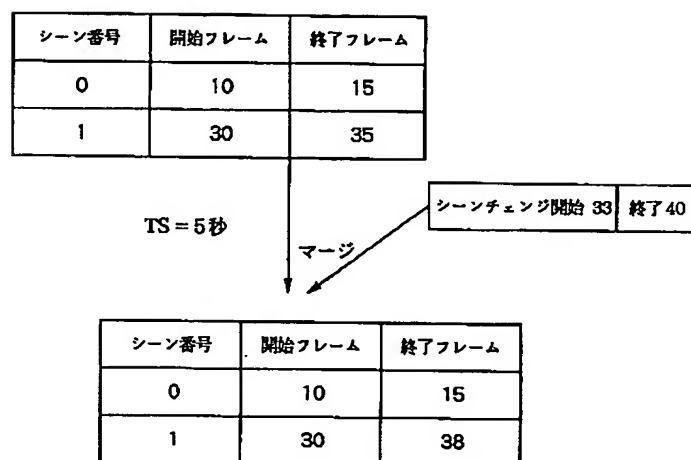 シーン番号 開始フレーム 終了フレーム
0 10 15
1 30 35
TS=5秒
シーンチェンジ開始 33 終了40
マージ
シーン番号 開始フレーム 終了フレーム
0 10 15
1 30 38